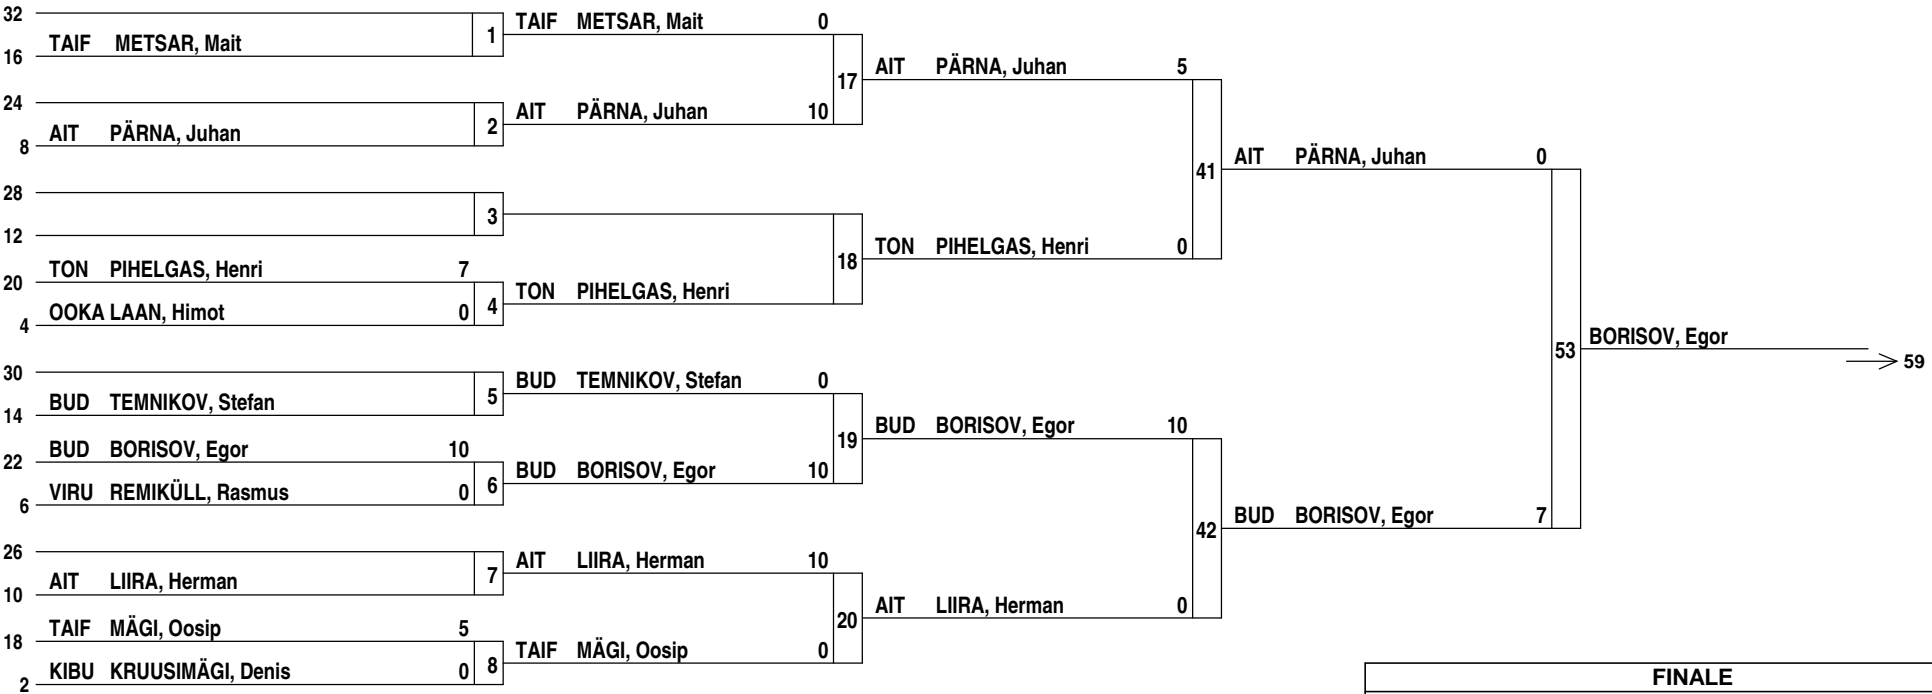 32
TAIF METSAR, Mait
16
1
TAIF METSAR, Mait 0
24
AIT PÄRNA, Juhan
8
2
AIT PÄRNA, Juhan 10
17
AIT PÄRNA, Juhan 5
28
12
3
TON PIHELGAS, Henri 7
20
OOKA LAAN, Himot 0
4
4
TON PIHELGAS, Henri
18
TON PIHELGAS, Henri 0
41
AIT PÄRNA, Juhan 0
30
BUD TEMNIKOV, Stefan
14
5
BUD TEMNIKOV, Stefan 0
BUD BORISOV, Egor 10
22
VIRU REMIKÜLL, Rasmus 0
6
6
BUD BORISOV, Egor 10
19
BUD BORISOV, Egor 10
26
AIT LIIRA, Herman
10
7
AIT LIIRA, Herman 10
TAIF MÄGI, Oosip 5
18
KIBU KRUUSIMÄGI, Denis 0
2
8
TAIF MÄGI, Oosip 0
20
AIT LIIRA, Herman 0
42
BUD BORISOV, Egor 7
53
BORISOV, Egor
59
FINALE